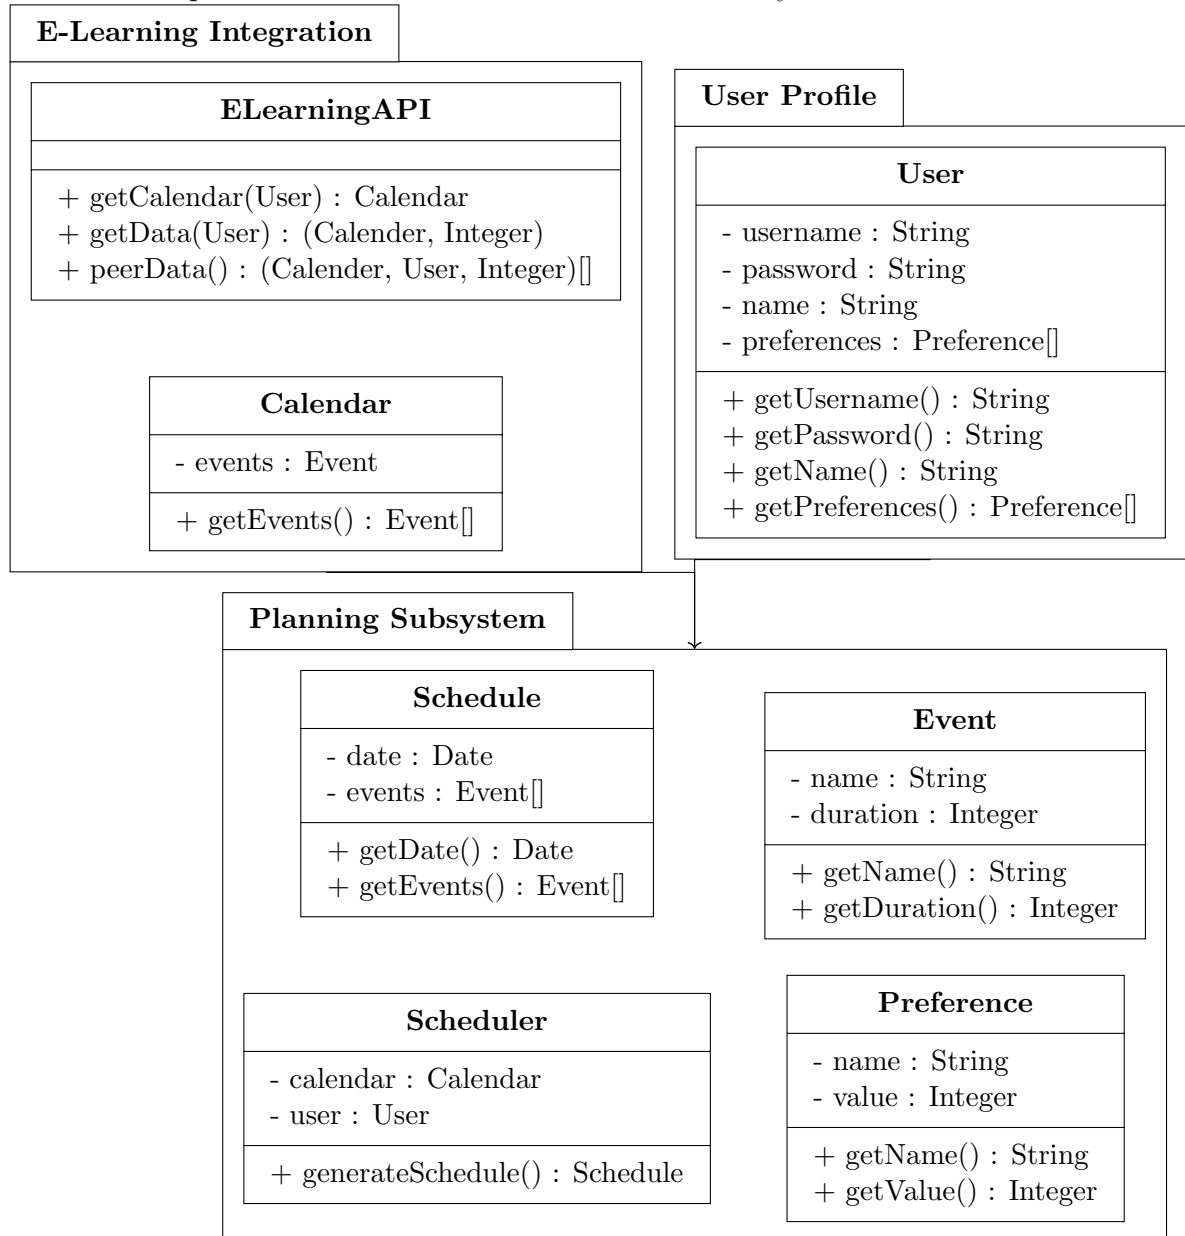 E-Learning Integration
ELearningAPI
+ getCalendar(User) : Calendar
+ getData(User) : (Calender, Integer)
+ peerData() : (Calender, User, Integer)[]
Calendar
- events : Event
+ getEvents() : Event[]
User Profile
User
- username : String
- password : String
- name : String
- preferences : Preference[]
+ getUsername() : String
+ getPassword() : String
+ getName() : String
+ getPreferences() : Preference[]
Planning Subsystem
Schedule
- date : Date
- events : Event[]
+ getDate() : Date
+ getEvents() : Event[]
Event
- name : String
- duration : Integer
+ getName() : String
+ getDuration() : Integer
Scheduler
- calendar : Calendar
- user : User
+ generateSchedule() : Schedule
Preference
- name : String
- value : Integer
+ getName() : String
+ getValue() : Integer